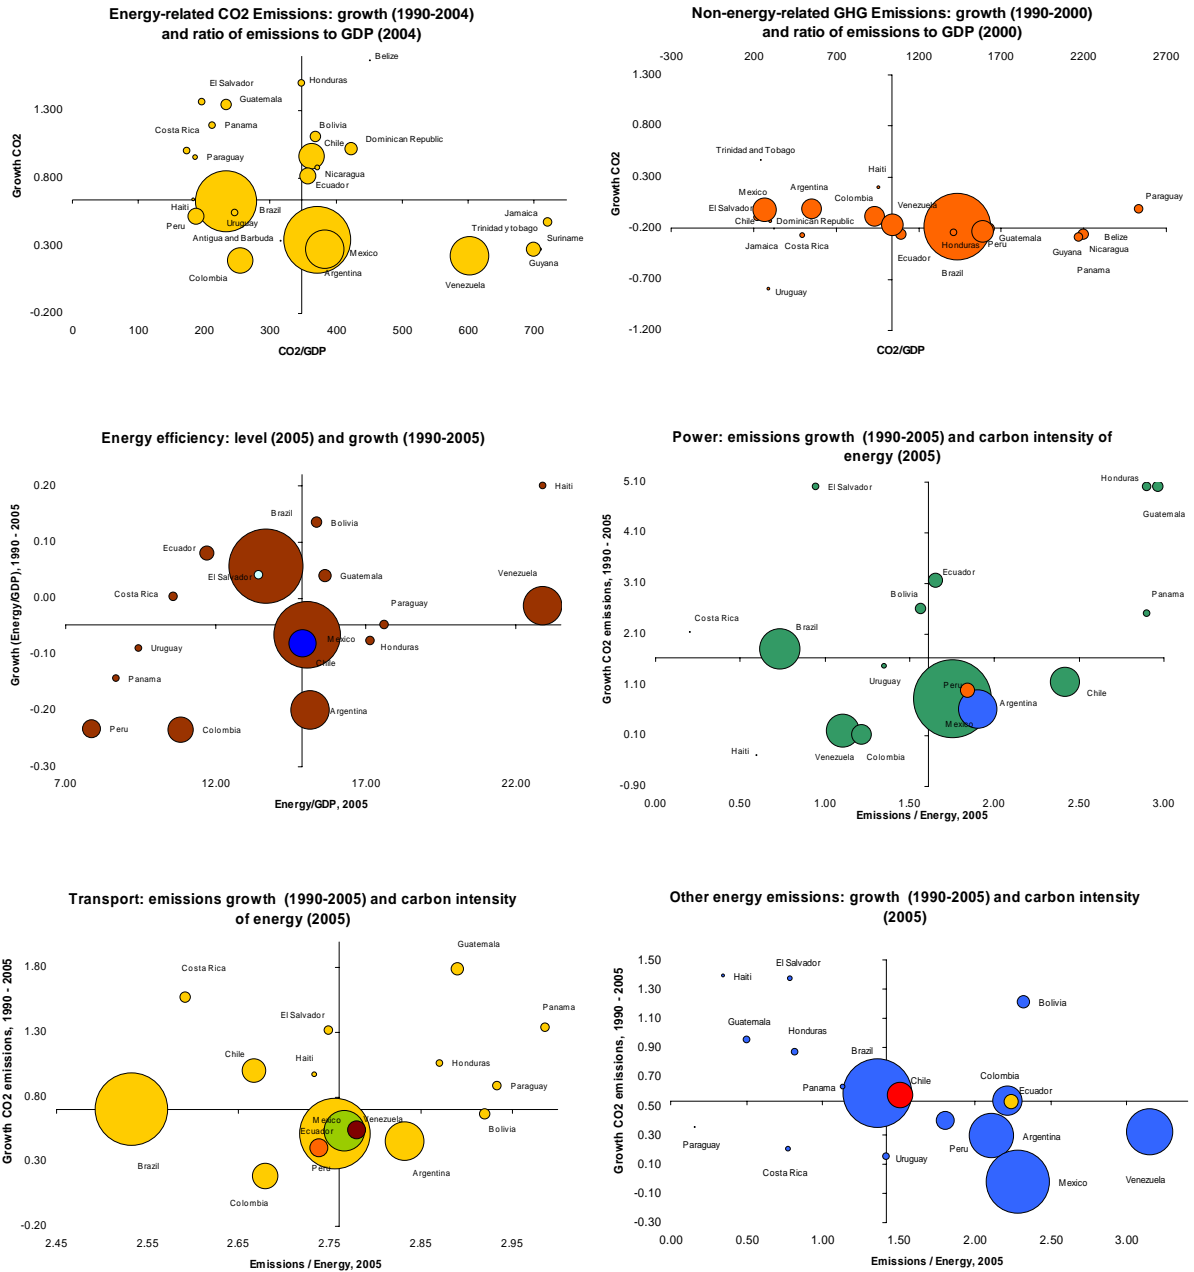 Energy-related CO2 Emissions: growth (1990-2004)
and ratio of emissions to GDP (2004)
Belize
Honduras
El Salvador
Guatemala
1.300
Costa Rica
Panama
Bolivia
Chile
Dominican Republic
Paraguay
Nicaragua
Ecuador
0.800
Growth CO2
Haiti
Peru
Brazil
Uruguay
Antigua and Barbuda
Colombia
Mexico
Argentina
Jamaica
Trinidad y tobago
Suriname
Guyana
Venezuela
0.300
-0.200
0 100 200 300 400 500 600 700
CO2/GDP
Non-energy-related GHG Emissions: growth (1990-2000)
and ratio of emissions to GDP (2000)
-300 200 700 1200 1700 2200 2700
1.300
0.800
0.300
-0.200
-0.700
-1.200
Growth CO2
Trinidad and Tobago
Haiti
Mexico
Argentina
Paraguay
El Salvador
Colombia
Venezuela
Chile
Dominican Republic
Jamaica
Costa Rica
Ecuador
Honduras
Peru
Guatemala
Belize
Guyana
Nicaragua
Brazil
Panama
Uruguay
CO2/GDP
Energy efficiency: level (2005) and growth (1990-2005)
0.20
0.10
0.00
-0.10
-0.20
-0.30
Growth (Energy/GDP), 1990 - 2005
Haiti
Brazil
Bolivia
Ecuador
El Salvador
Guatemala
Venezuela
Costa Rica
Paraguay
Mexico
Honduras
Uruguay
Chile
Panama
Argentina
Peru
Colombia
7.00 12.00 17.00 22.00
Energy/GDP, 2005
Power: emissions growth (1990-2005) and carbon intensity of
energy (2005)
5.10
4.10
3.10
2.10
1.10
0.10
-0.90
Growth CO2 emissions, 1990 - 2005
El Salvador
Honduras
Guatemala
Ecuador
Bolivia
Panama
Costa Rica
Brazil
Uruguay
Peru
Chile
Argentina
Mexico
Haiti
Venezuela
Colombia
0.00 0.50 1.00 1.50 2.00 2.50 3.00
Emissions / Energy, 2005
Transport: emissions growth (1990-2005) and carbon intensity
of energy (2005)
1.80
1.30
0.80
0.30
-0.20
Growth CO2 emissions, 1990 - 2005
Guatemala
Costa Rica
Panama
El Salvador
Chile
Haiti
Honduras
Paraguay
Mexico
Venezuela
Ecuador
Bolivia
Brazil
Peru
Argentina
Colombia
2.45 2.55 2.65 2.75 2.85 2.95
Emissions / Energy, 2005
Other energy emissions: growth (1990-2005) and carbon intensity
(2005)
1.50
1.30
1.10
0.90
0.70
0.50
0.30
0.10
-0.10
-0.30
Growth CO2 emissions, 1990 - 2005
El Salvador
Haiti
Bolivia
Guatemala
Honduras
Brazil
Panama
Chile
Colombia
Ecuador
Paraguay
Peru
Argentina
Costa Rica
Uruguay
Mexico
Venezuela
0.00 0.50 1.00 1.50 2.00 2.50 3.00
Emissions / Energy, 2005